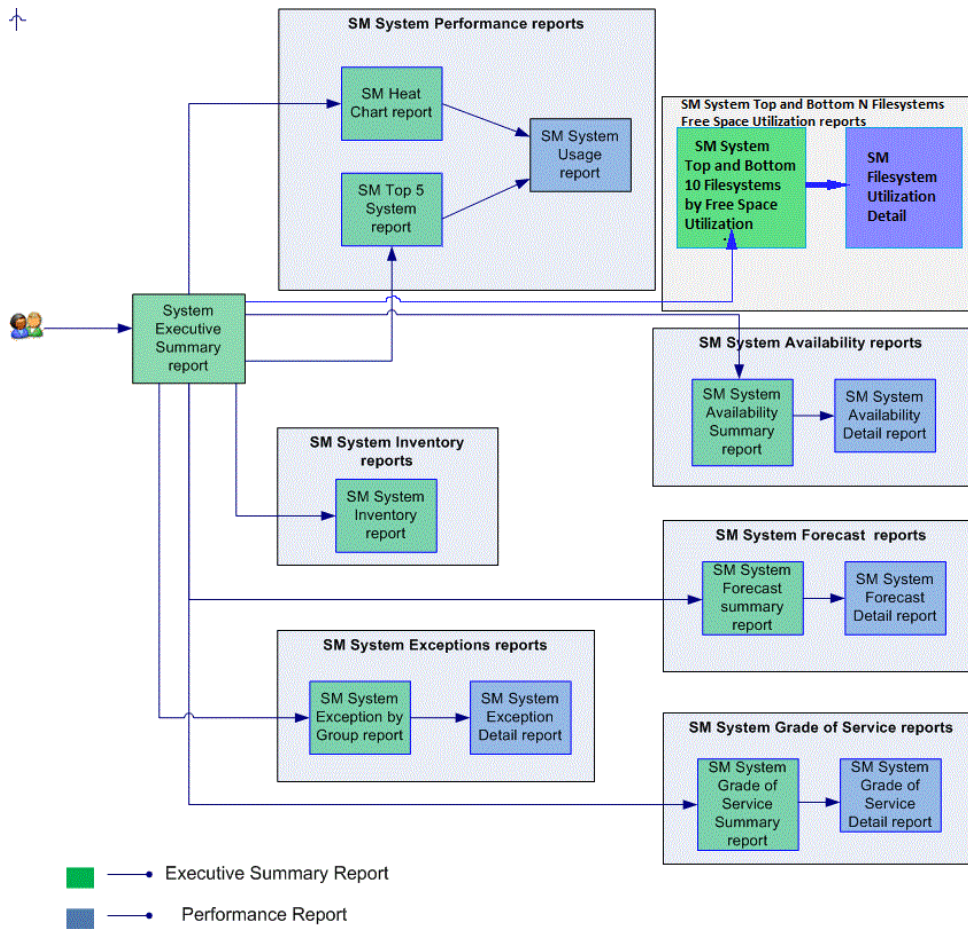 SM System Performance reports
SM Heat
Chart report
SM System
Usage
report
SM Top 5
System
report
SM System Top and Bottom N Filesystems
Free Space Utilization reports
SM System
Top and Bottom
10 Filesystems
by Free Space
Utilization
SM
Filesystem
Utilization
Detail
System
Executive
Summary
report
SM System Availability reports
SM System
Availability
Summary
report
SM System
Availability
Detail report
SM System Inventory
reports
SM System
Inventory
report
SM System Forecast reports
SM System
Forecast
summary
report
SM System
Forecast
Detail report
SM System Exceptions reports
SM System
Exception by
Group report
SM System
Exception
Detail report
SM System Grade of Service reports
SM System
Grade of
Service
Summary
report
SM System
Grade of
Service
Detail report
Executive Summary Report
Performance Report